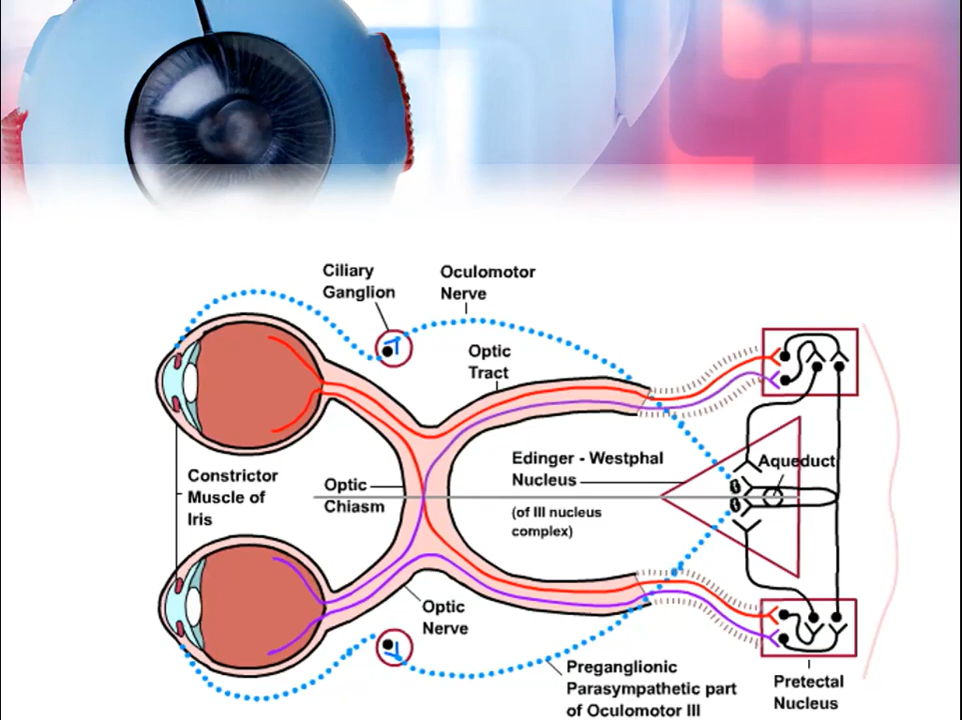 Ciliary
Ganglion
Oculomotor
Nerve
Optic
Tract
Edinger - Westphal
Nucleus
(of III nucleus
complex)
Aqueduct
Constrictor
Muscle of
Iris
Optic
Chiasm
Optic
Nerve
Preganglionic
Parasympathetic part
of Oculomotor III
Pretectal
Nucleus